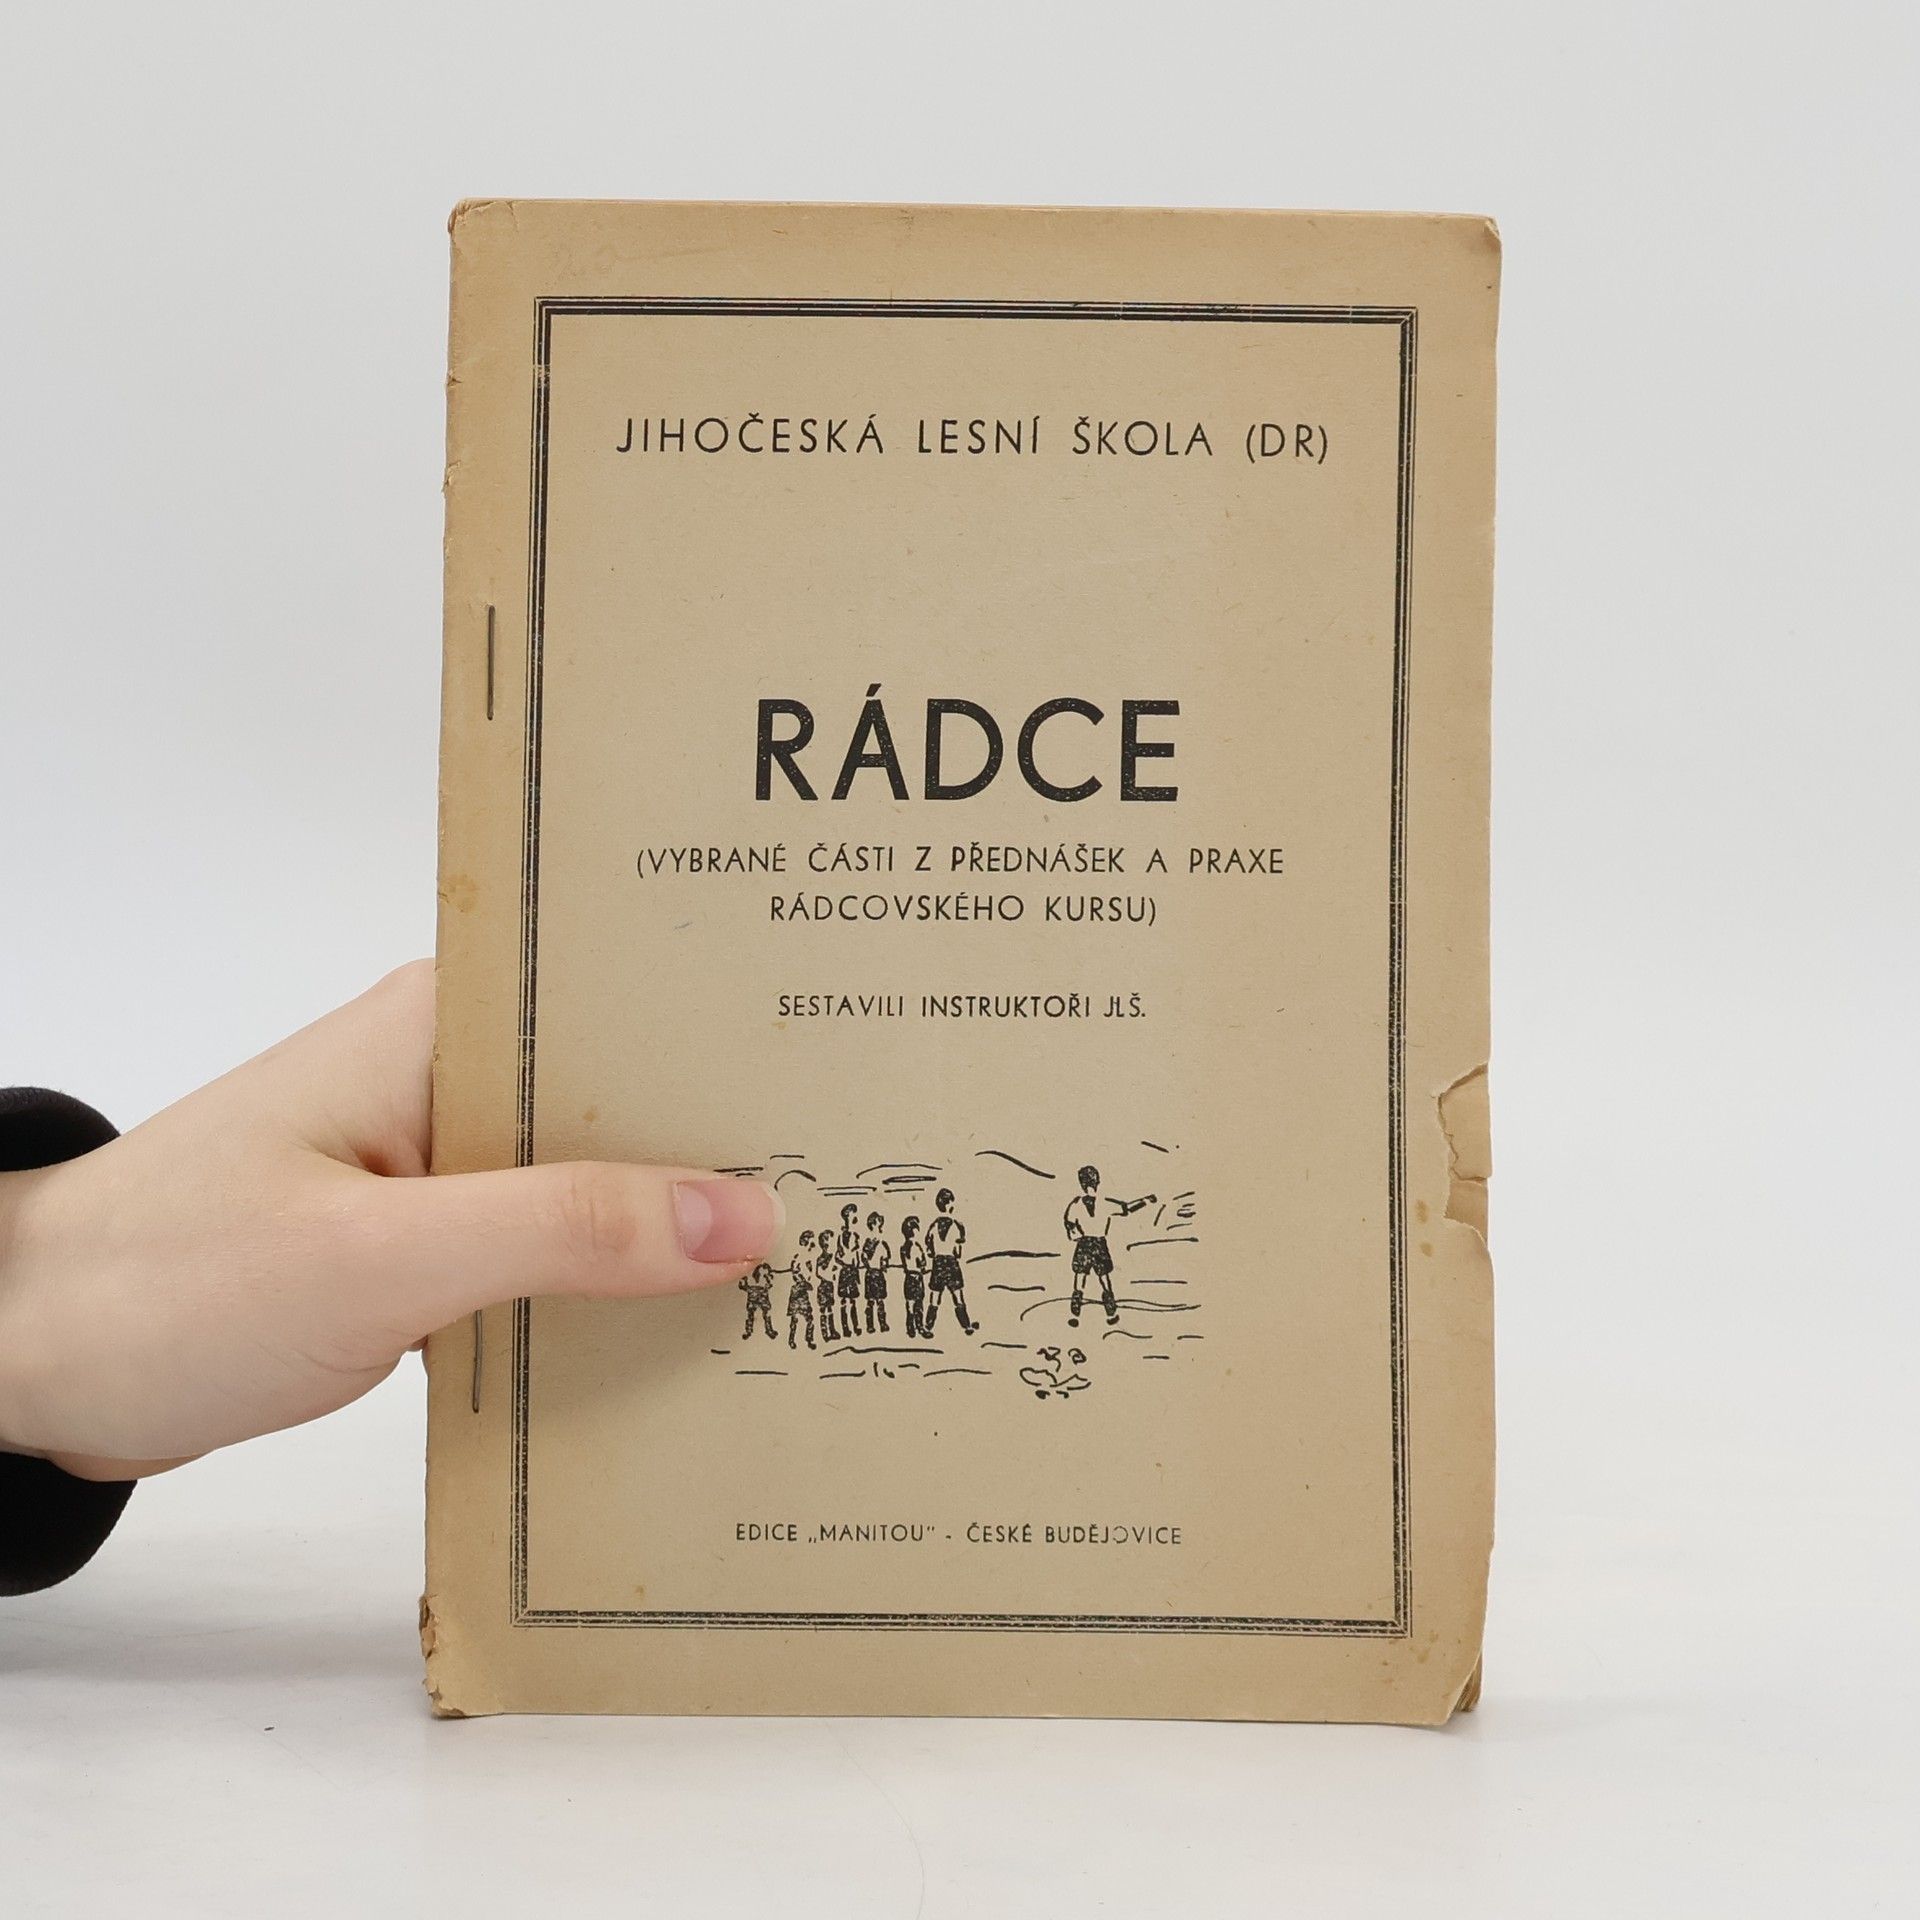 JIHOČESKÁ LESNÍ ŠKOLA (DR)
RÁDCE
(VYBRANÉ ČÁSTI Z PŘEDNÁŠEK A PRAXE
RÁDCOVSKÉHO KURSU)
SESTAVILI INSTRUKTOŘI JLŠ.
EDICE „MANITOU" - ČESKÉ BUDĚJOVICE